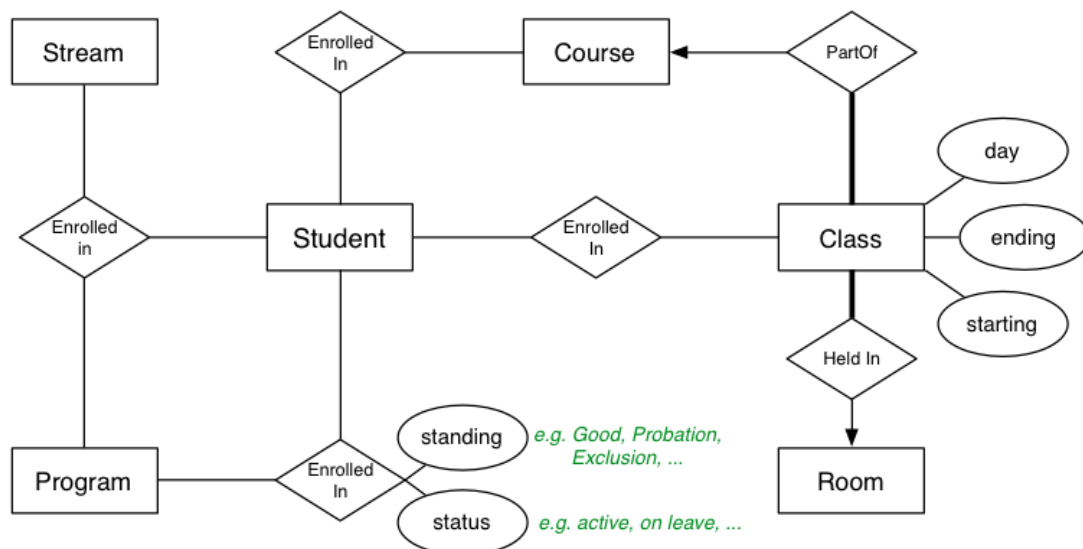 Stream
Enrolled
In
Course
PartOf
day
Enrolled
in
Student
Enrolled
In
Class
ending
starting
Held In
standing
e.g. Good, Probation,
Exclusion, ...
Program
Enrolled
In
Room
status
e.g. active, on leave, ...